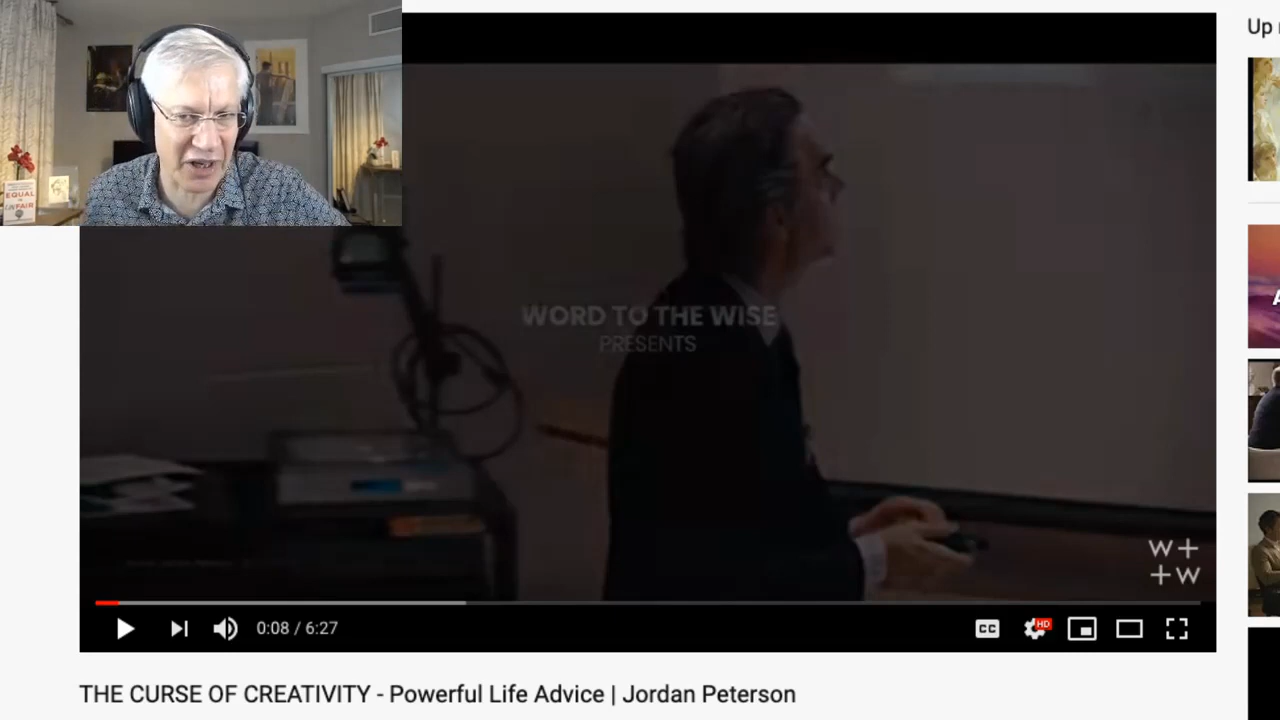 Up
EQUAL
IS
UNFAIR
WORD TO THE WISE
PRESENTS
W+
+W
0:08 / 6:27
CC
HD
THE CURSE OF CREATIVITY - Powerful Life Advice | Jordan Peterson